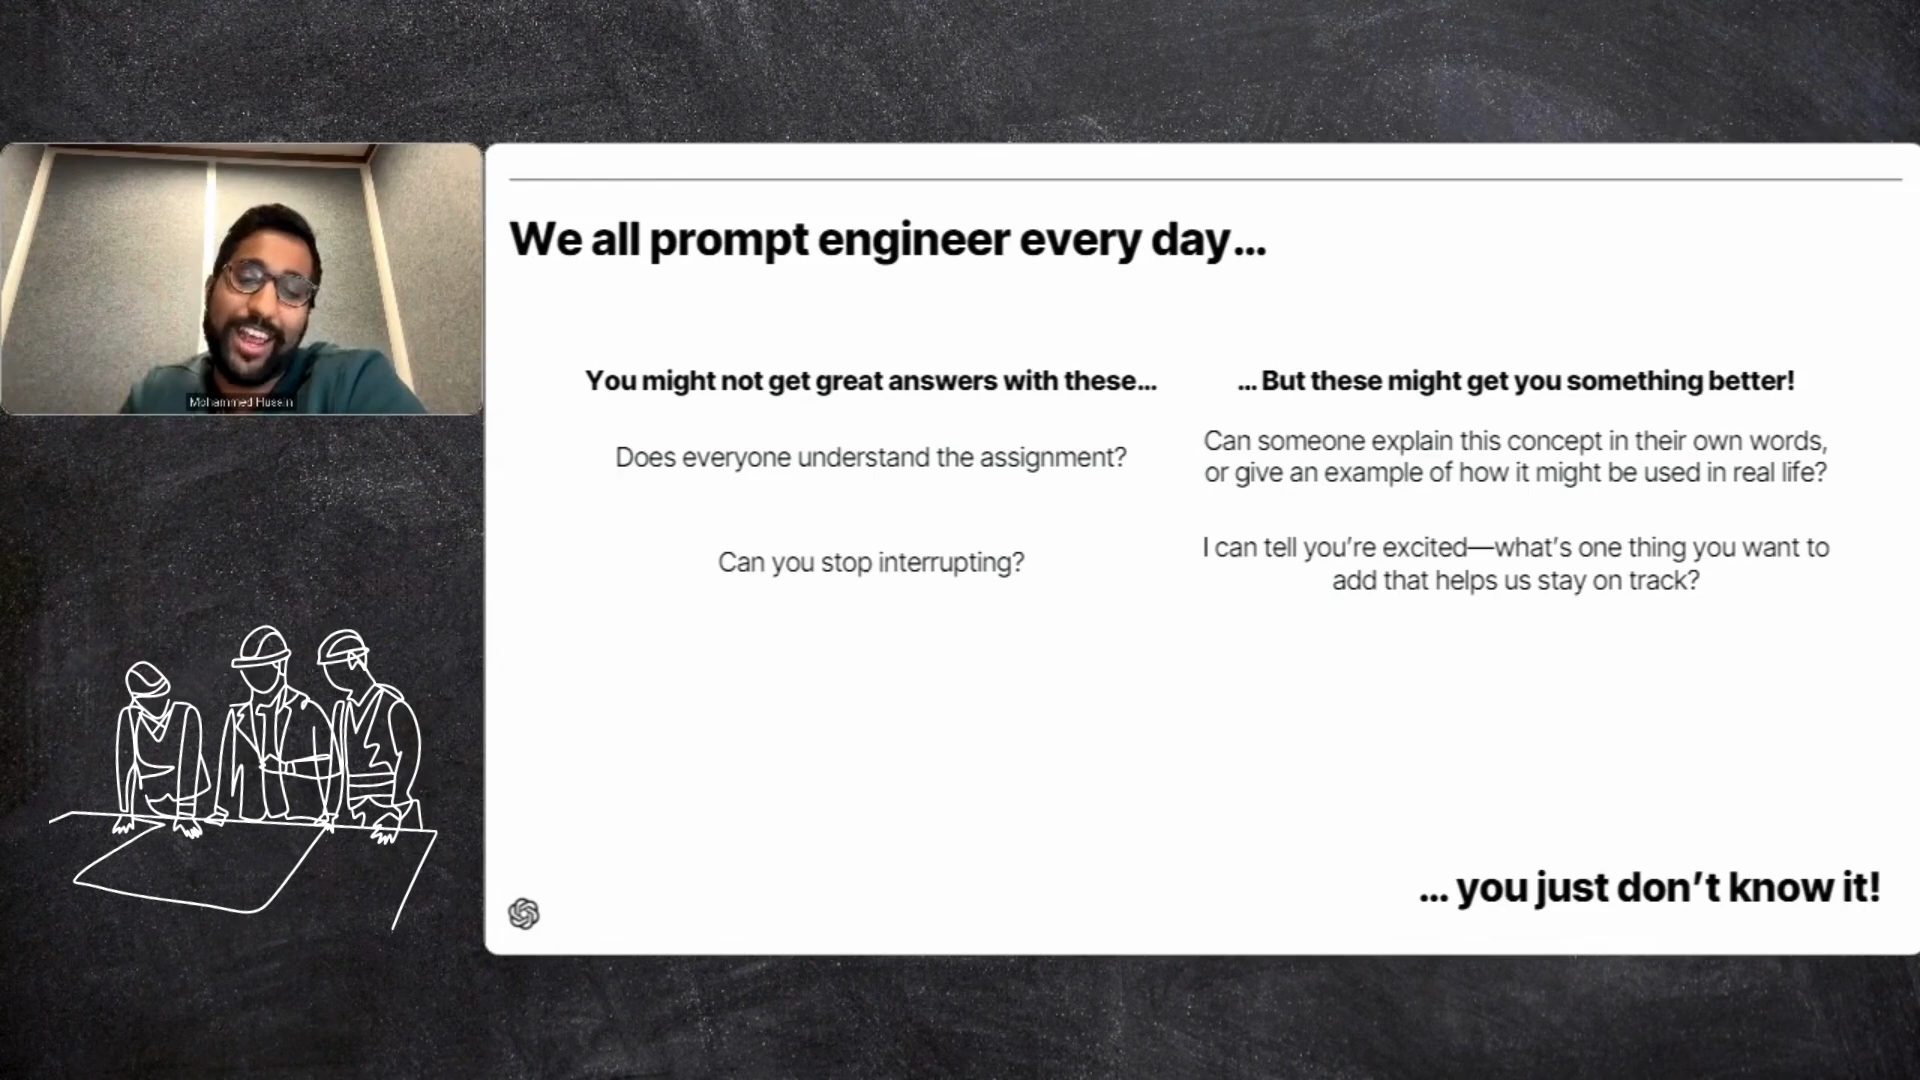 We all prompt engineer every day...
You might not get great answers with these...
... But these might get you something better!
Does everyone understand the assignment?
Can someone explain this concept in their own words,
or give an example of how it might be used in real life?
Can you stop interrupting?
I can tell you’re excited—what’s one thing you want to
add that helps us stay on track?
... you just don’t know it!
Mohammed Husain